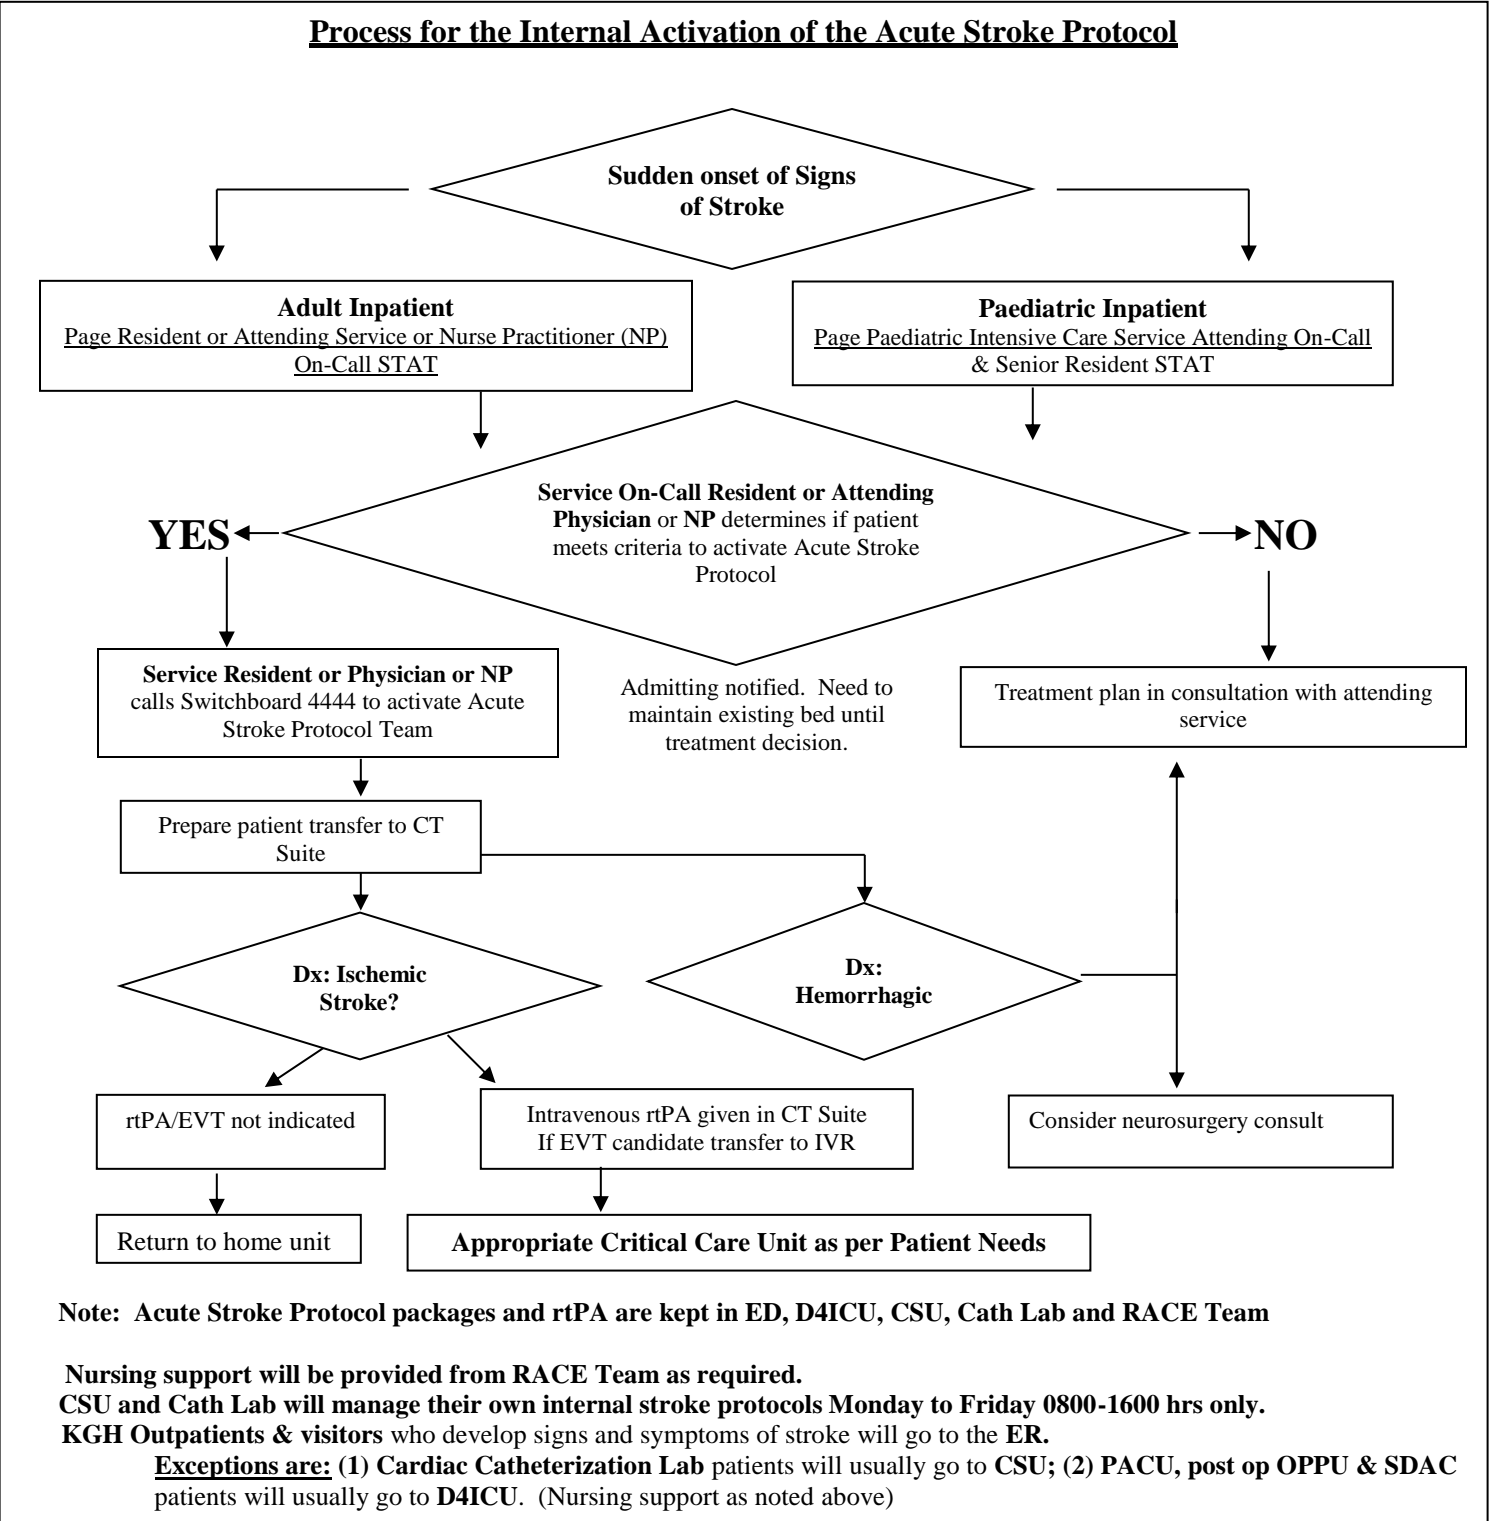 Process for the Internal Activation of the Acute Stroke Protocol
Sudden onset of Signs
of Stroke
Adult Inpatient
Page Resident or Attending Service or Nurse Practitioner (NP)
On-Call STAT
Paediatric Inpatient
Page Paediatric Intensive Care Service Attending On-Call
& Senior Resident STAT
Service On-Call Resident or Attending
Physician or NP determines if patient
meets criteria to activate Acute Stroke
Protocol
YES
NO
Service Resident or Physician or NP
calls Switchboard 4444 to activate Acute
Stroke Protocol Team
Admitting notified.  Need to
maintain existing bed until
treatment decision.
Treatment plan in consultation with attending
service
Prepare patient transfer to CT
Suite
Dx: Ischemic
Stroke?
Dx:
Hemorrhagic
rtPA/EVT not indicated
Intravenous rtPA given in CT Suite
If EVT candidate transfer to IVR
Consider neurosurgery consult
Return to home unit
Appropriate Critical Care Unit as per Patient Needs
Note:  Acute Stroke Protocol packages and rtPA are kept in ED, D4ICU, CSU, Cath Lab and RACE Team
Nursing support will be provided from RACE Team as required.
CSU and Cath Lab will manage their own internal stroke protocols Monday to Friday 0800-1600 hrs only.
KGH Outpatients & visitors who develop signs and symptoms of stroke will go to the ER.
Exceptions are: (1) Cardiac Catheterization Lab patients will usually go to CSU; (2) PACU, post op OPPU & SDAC
patients will usually go to D4ICU.  (Nursing support as noted above)